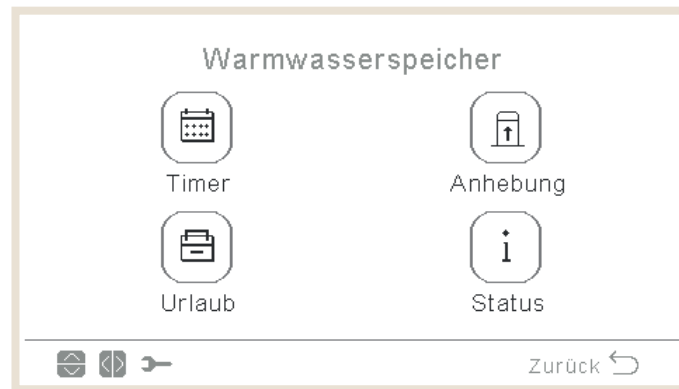 Warmwasserspeicher
Timer
Anhebung
Urlaub
Status
Zurück